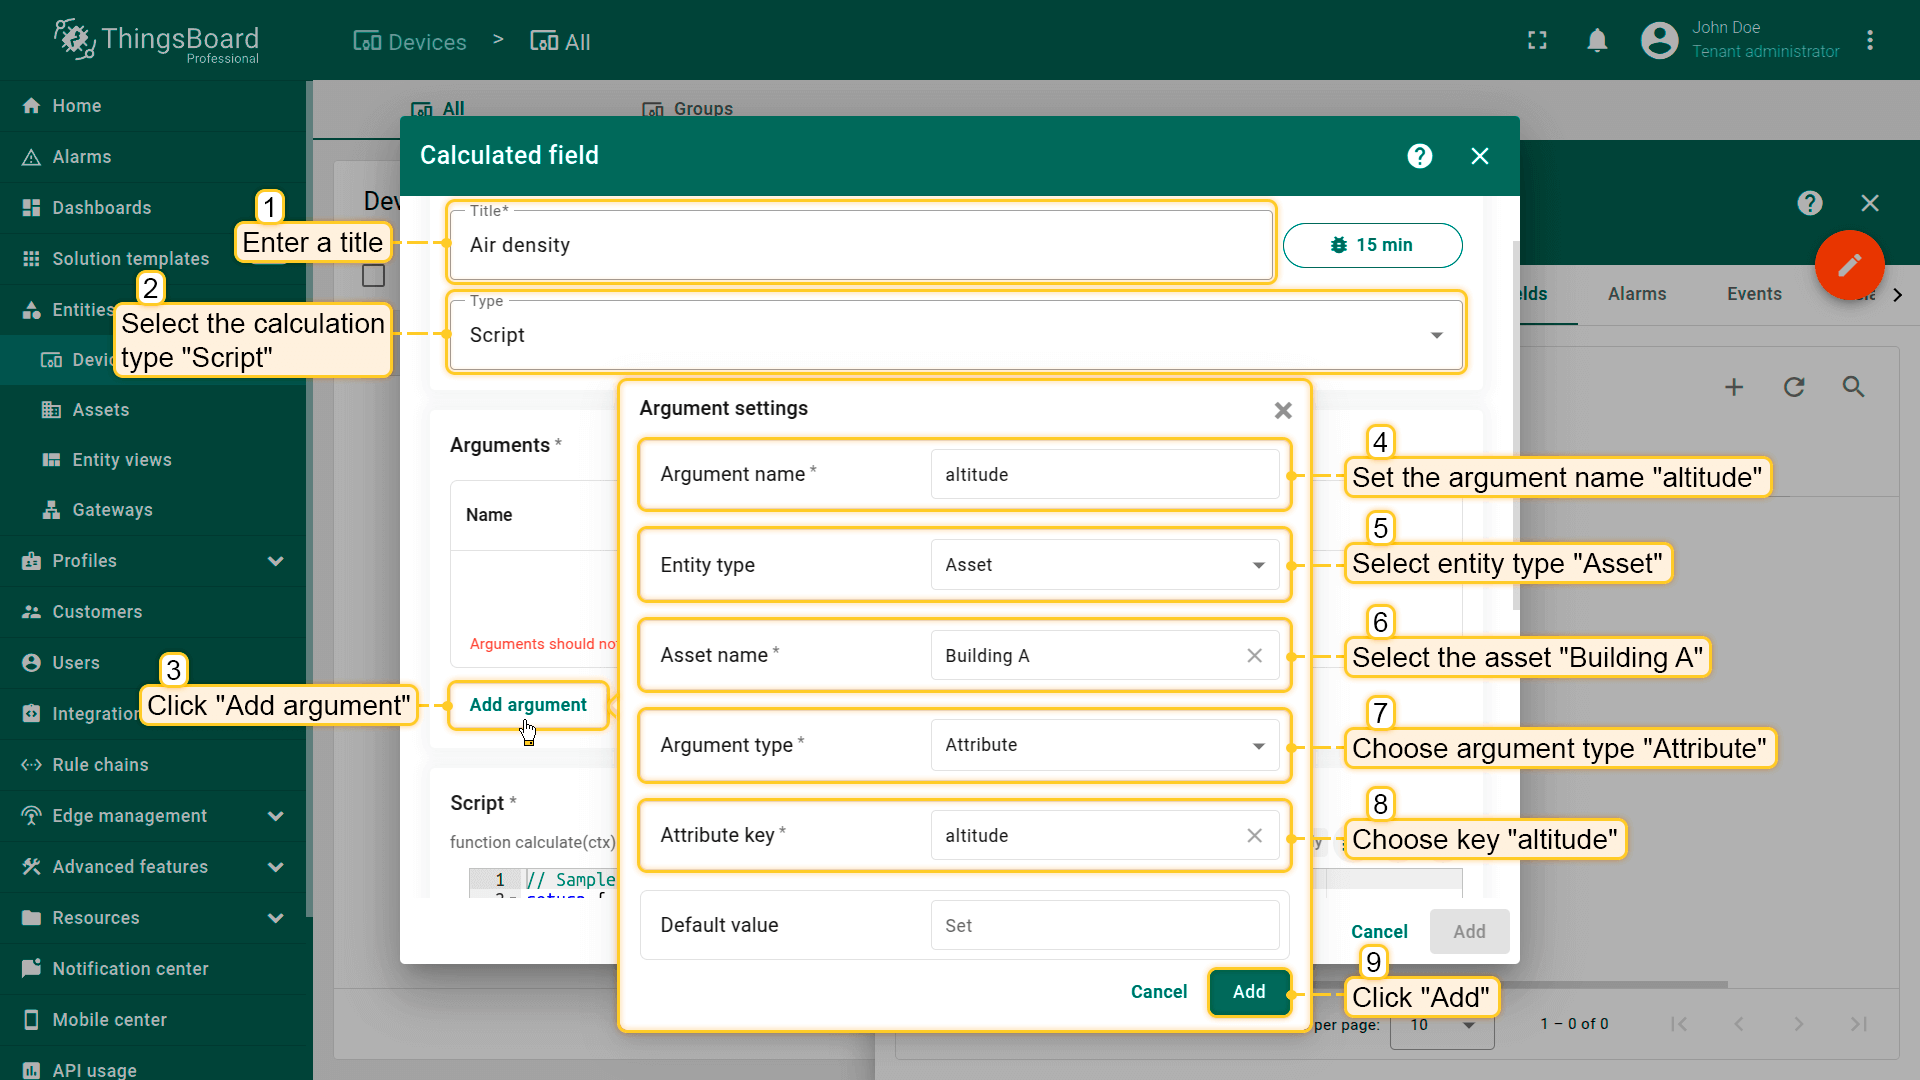 ThingsBoard
Professional
Devices > All
John Doe
Tenant administrator
Home
Alarms
Dashboards
Solution templates
Entities
Assets
Entity views
Gateways
Profiles
Customers
Users
Rule chains
Edge management
Advanced features
Resources
Notification center
Mobile center
API usage
All
Groups
Calculated field
Title*
Air density
15 min
Type
Script
1
Enter a title
2
Select the calculation
type "Script"
Arguments *
Name
Arguments should
3
Click "Add argument"
Add argument
Script *
function calculate(ctx)
1 // Sample
Argument settings
Argument name *
altitude
4
Set the argument name "altitude"
Entity type
Asset
5
Select entity type "Asset"
Asset name *
Building A
6
Select the asset "Building A"
Argument type *
Attribute
7
Choose argument type "Attribute"
Attribute key *
altitude
8
Choose key "altitude"
Default value
Set
Cancel
Add
9
Click "Add"
Cancel
Add
Alarms
Events
per page:
10
1 – 0 of 0